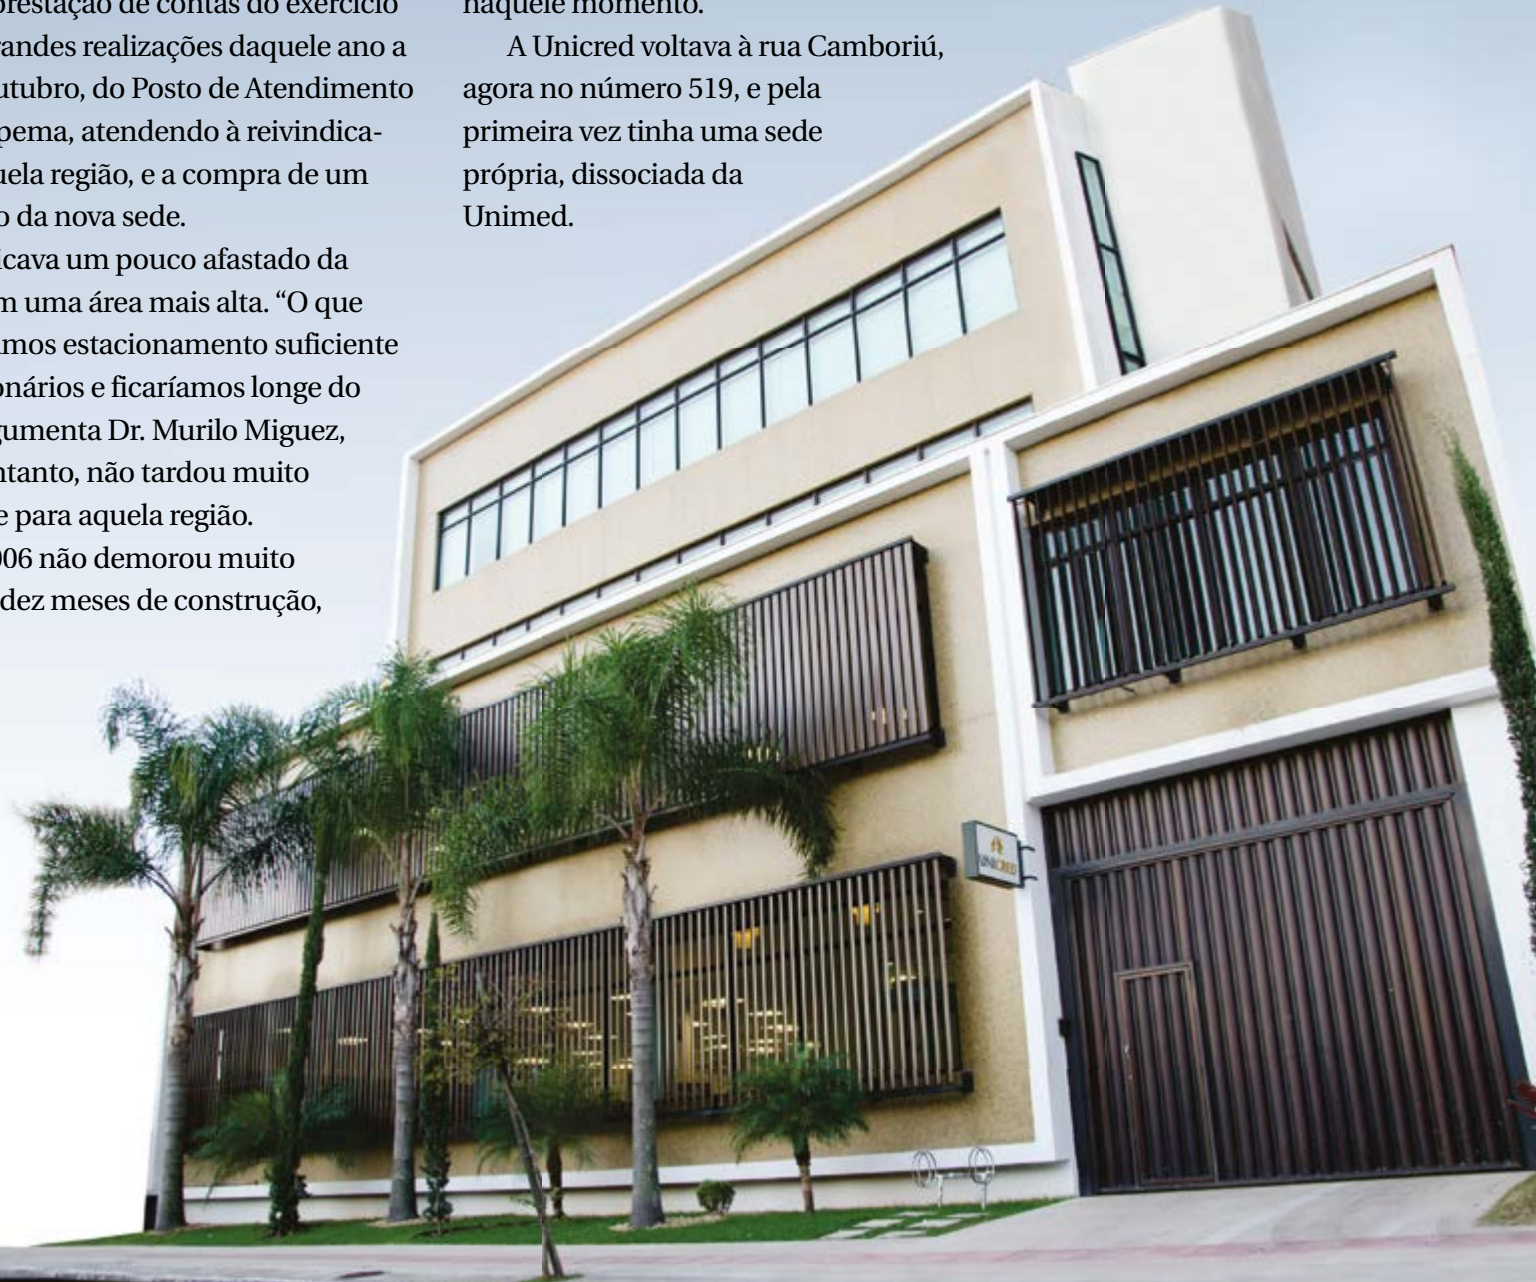 prestação de contas do exercício
randes realizações daquele ano a
utubro, do Posto de Atendimento
pema, atendendo à reivindica-
uela região, e a compra de um
o da nova sede.
icava um pouco afastado da
m uma área mais alta. “O que
amos estacionamento suficiente
onários e ficaríamos longe do
gumenta Dr. Murilo Miguez,
ntanto, não tardou muito
e para aquela região.
006 não demorou muito
dez meses de construção,
naquele momento.
A Unicred voltava à rua Camboriú,
agora no número 519, e pela
primeira vez tinha uma sede
própria, dissociada da
Unimed.
UNICRED